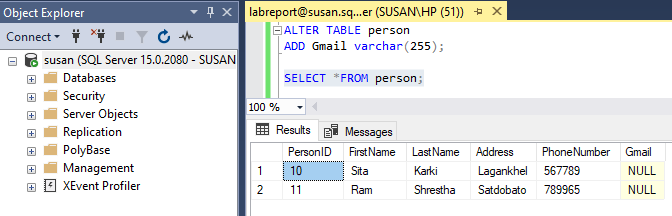 Object Explorer
Connect
susan (SQL Server 15.0.2080 - SUSAN
Databases
Security
Server Objects
Replication
PolyBase
Management
XEvent Profiler
labreport@susan.sq...er (SUSAN\HP (51))
ALTER TABLE person
ADD Gmail varchar(255);
SELECT *FROM person;
100 %
Results Messages
PersonID FirstName LastName Address PhoneNumber Gmail
1 10 Sita Karki Lagankhel 567789 NULL
2 11 Ram Shrestha Satdobato 789965 NULL